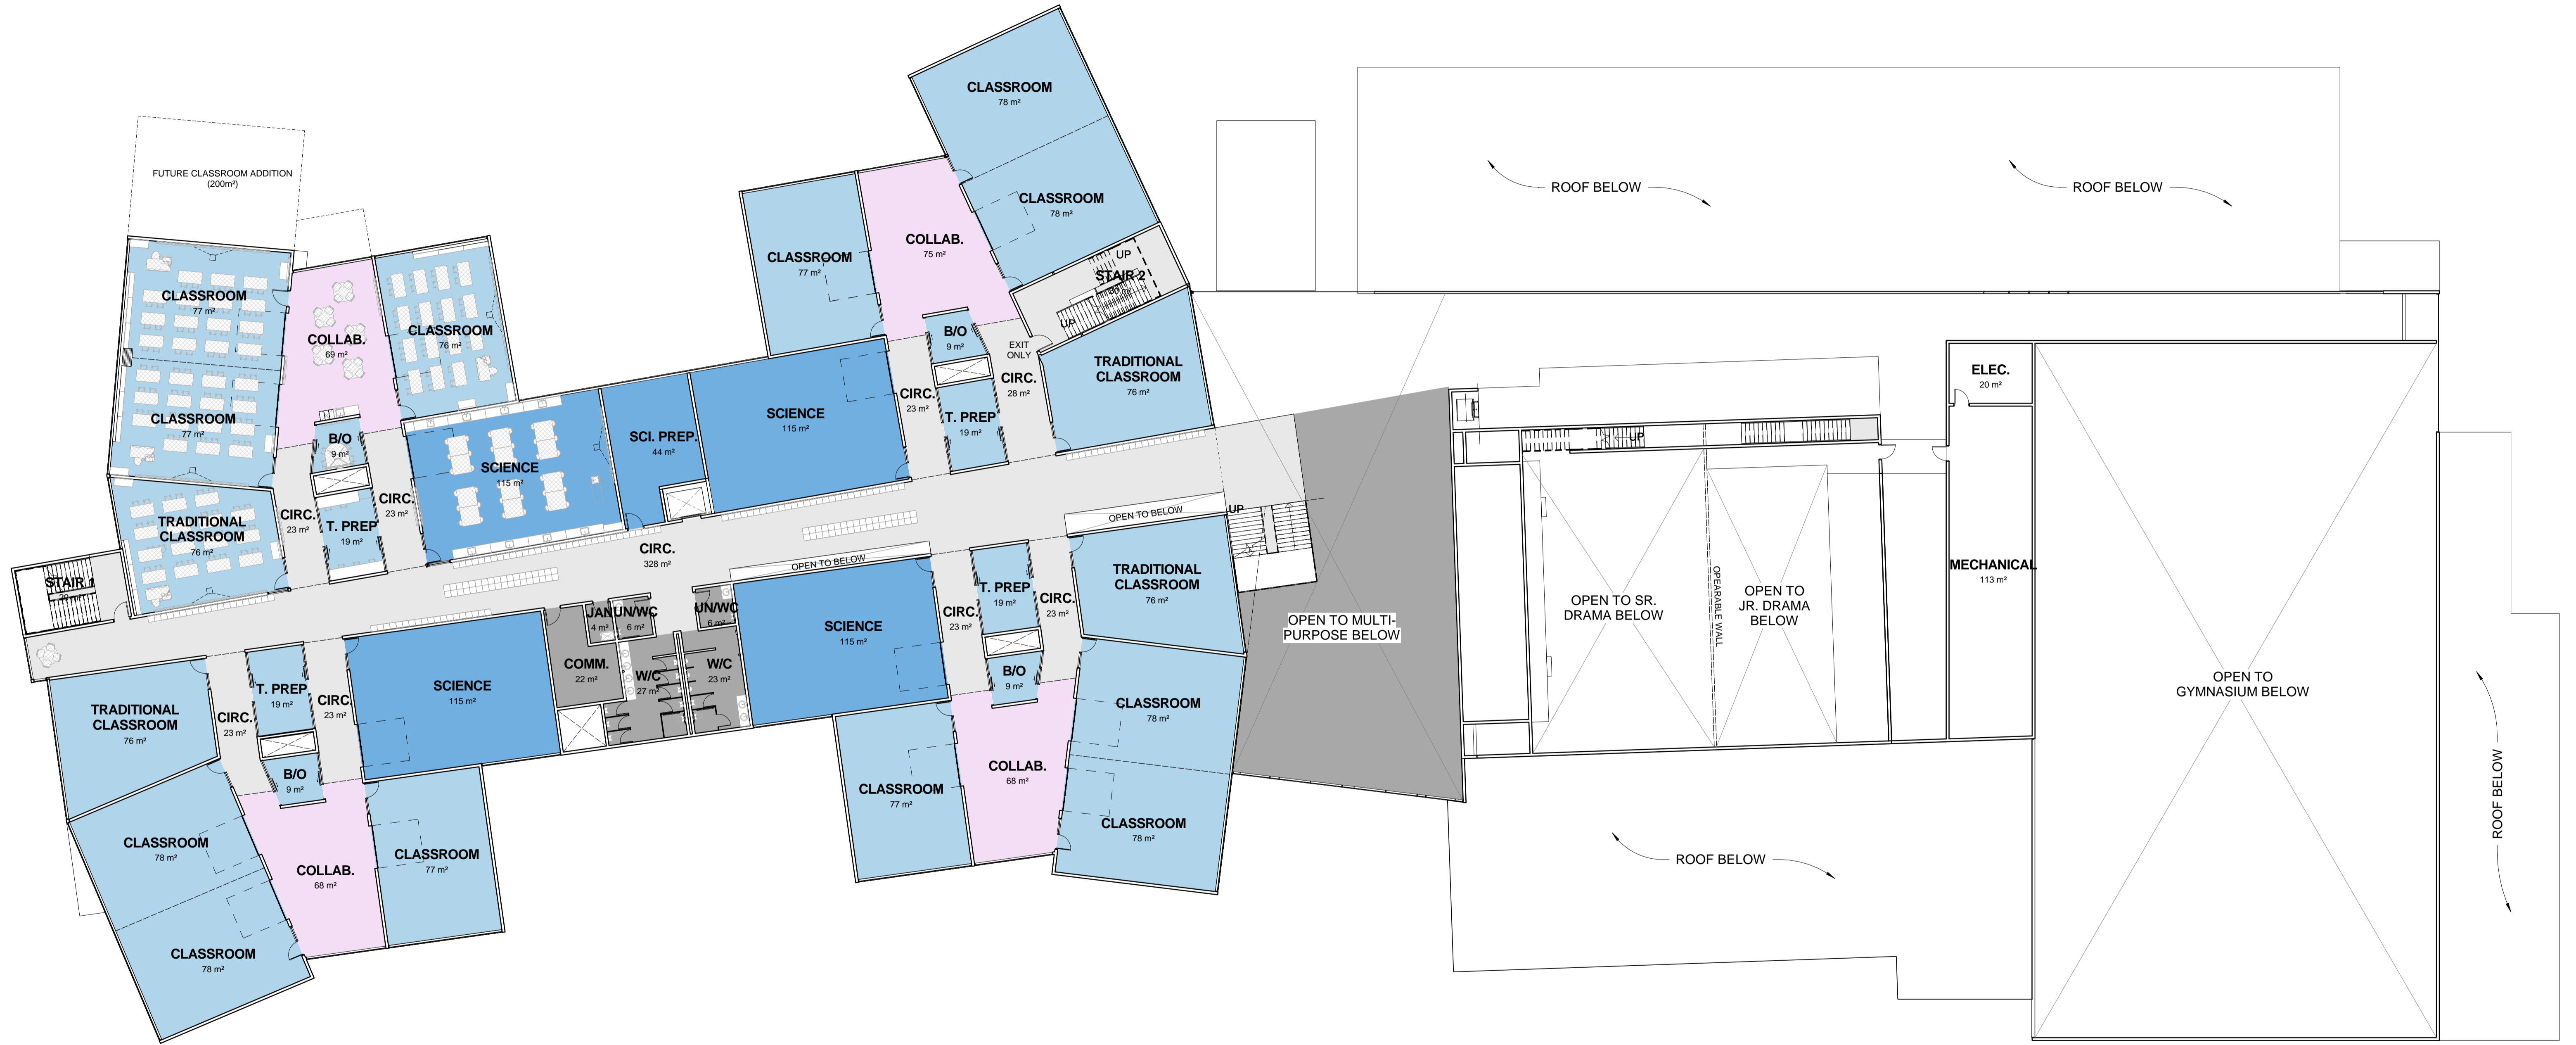 FUTURE CLASSROOM ADDITION
(200m²)
CLASSROOM
77 m²
CLASSROOM
77 m²
COLLAB.
69 m²
CLASSROOM
76 m²
B/O
9 m²
TRADITIONAL
CLASSROOM
76 m²
CIRC.
23 m²
T. PREP
19 m²
CIRC.
23 m²
STAIR 1
SCIENCE
115 m²
SCI. PREP.
44 m²
SCIENCE
115 m²
CLASSROOM
77 m²
COLLAB.
75 m²
CLASSROOM
78 m²
CLASSROOM
78 m²
UP
STAIR 2
UP
B/O
9 m²
EXIT
ONLY
CIRC.
23 m²
CIRC.
28 m²
T. PREP
19 m²
TRADITIONAL
CLASSROOM
76 m²
CIRC.
328 m²
OPEN TO BELOW
OPEN TO BELOW
UP
TRADITIONAL
CLASSROOM
76 m²
CLASSROOM
78 m²
CLASSROOM
78 m²
CIRC.
23 m²
T. PREP
19 m²
CIRC.
23 m²
B/O
9 m²
COLLAB.
68 m²
CLASSROOM
77 m²
SCIENCE
115 m²
COMM.
22 m²
JAN
4 m²
UN/WC
6 m²
UN/WC
6 m²
W/C
27 m²
W/C
23 m²
SCIENCE
115 m²
TRADITIONAL
CLASSROOM
76 m²
CIRC.
23 m²
T. PREP
19 m²
CIRC.
23 m²
B/O
9 m²
COLLAB.
68 m²
CLASSROOM
77 m²
CLASSROOM
78 m²
CLASSROOM
78 m²
OPEN TO MULTI-
PURPOSE BELOW
ROOF BELOW
ROOF BELOW
UP
OPEN TO SR.
DRAMA BELOW
OPEARABLE WALL
OPEN TO
JR. DRAMA
BELOW
ELEC.
20 m²
MECHANICAL
113 m²
OPEN TO
GYMNASIUM BELOW
ROOF BELOW
ROOF BELOW